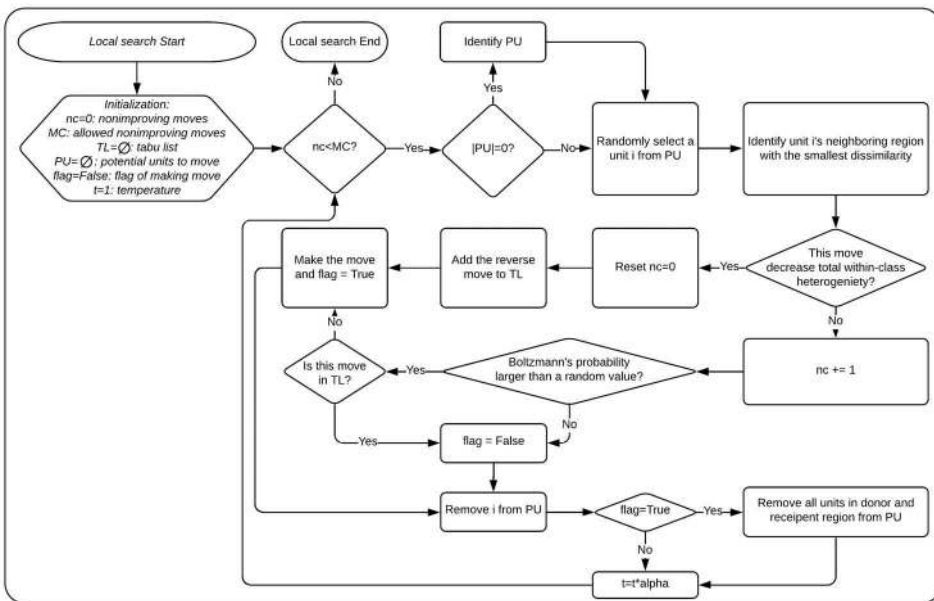 Local search Start
Local search End
Identify PU
Initialization:
nc=0: nonimproving moves
MC: allowed nonimproving moves
TL=∅: tabu list
PU=∅: potential units to move
flag=False: flag of making move
t=1: temperature
No
nc<MC?
Yes
Yes
|PU|=0?
No
Randomly select a
unit i from PU
Identify unit i's neighboring region
with the smallest dissimilarity
This move
decrease total within-class
heterogeniety?
Yes
Reset nc=0
Add the reverse
move to TL
Make the move
and flag = True
No
nc += 1
Boltzmann's probability
larger than a random value?
Yes
Is this move
in TL?
No
No
Yes
flag = False
Remove i from PU
flag=True
Yes
Remove all units in donor and
receipent region from PU
No
t=t*alpha